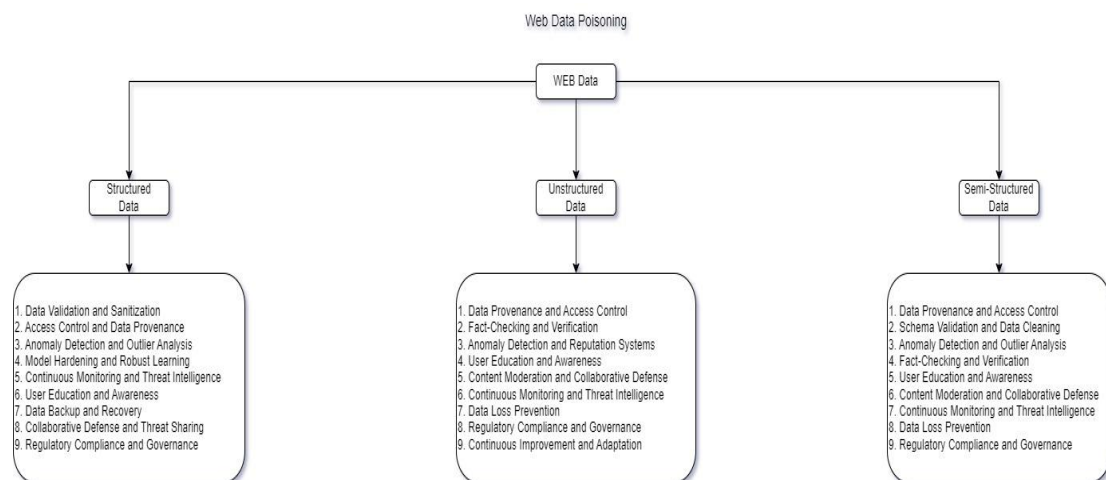 Web Data Poisoning
WEB Data
Structured
Data
Unstructured
Data
Semi-Structured
Data
1. Data Validation and Sanitization
2. Access Control and Data Provenance
3. Anomaly Detection and Outlier Analysis
4. Model Hardening and Robust Learning
5. Continuous Monitoring and Threat Intelligence
6. User Education and Awareness
7. Data Backup and Recovery
8. Collaborative Defense and Threat Sharing
9. Regulatory Compliance and Governance
1. Data Provenance and Access Control
2. Fact-Checking and Verification
3. Anomaly Detection and Reputation Systems
4. User Education and Awareness
5. Content Moderation and Collaborative Defense
6. Continuous Monitoring and Threat Intelligence
7. Data Loss Prevention
8. Regulatory Compliance and Governance
9. Continuous Improvement and Adaptation
1. Data Provenance and Access Control
2. Schema Validation and Data Cleaning
3. Anomaly Detection and Outlier Analysis
4. Fact-Checking and Verification
5. User Education and Awareness
6. Content Moderation and Collaborative Defense
7. Continuous Monitoring and Threat Intelligence
8. Data Loss Prevention
9. Regulatory Compliance and Governance